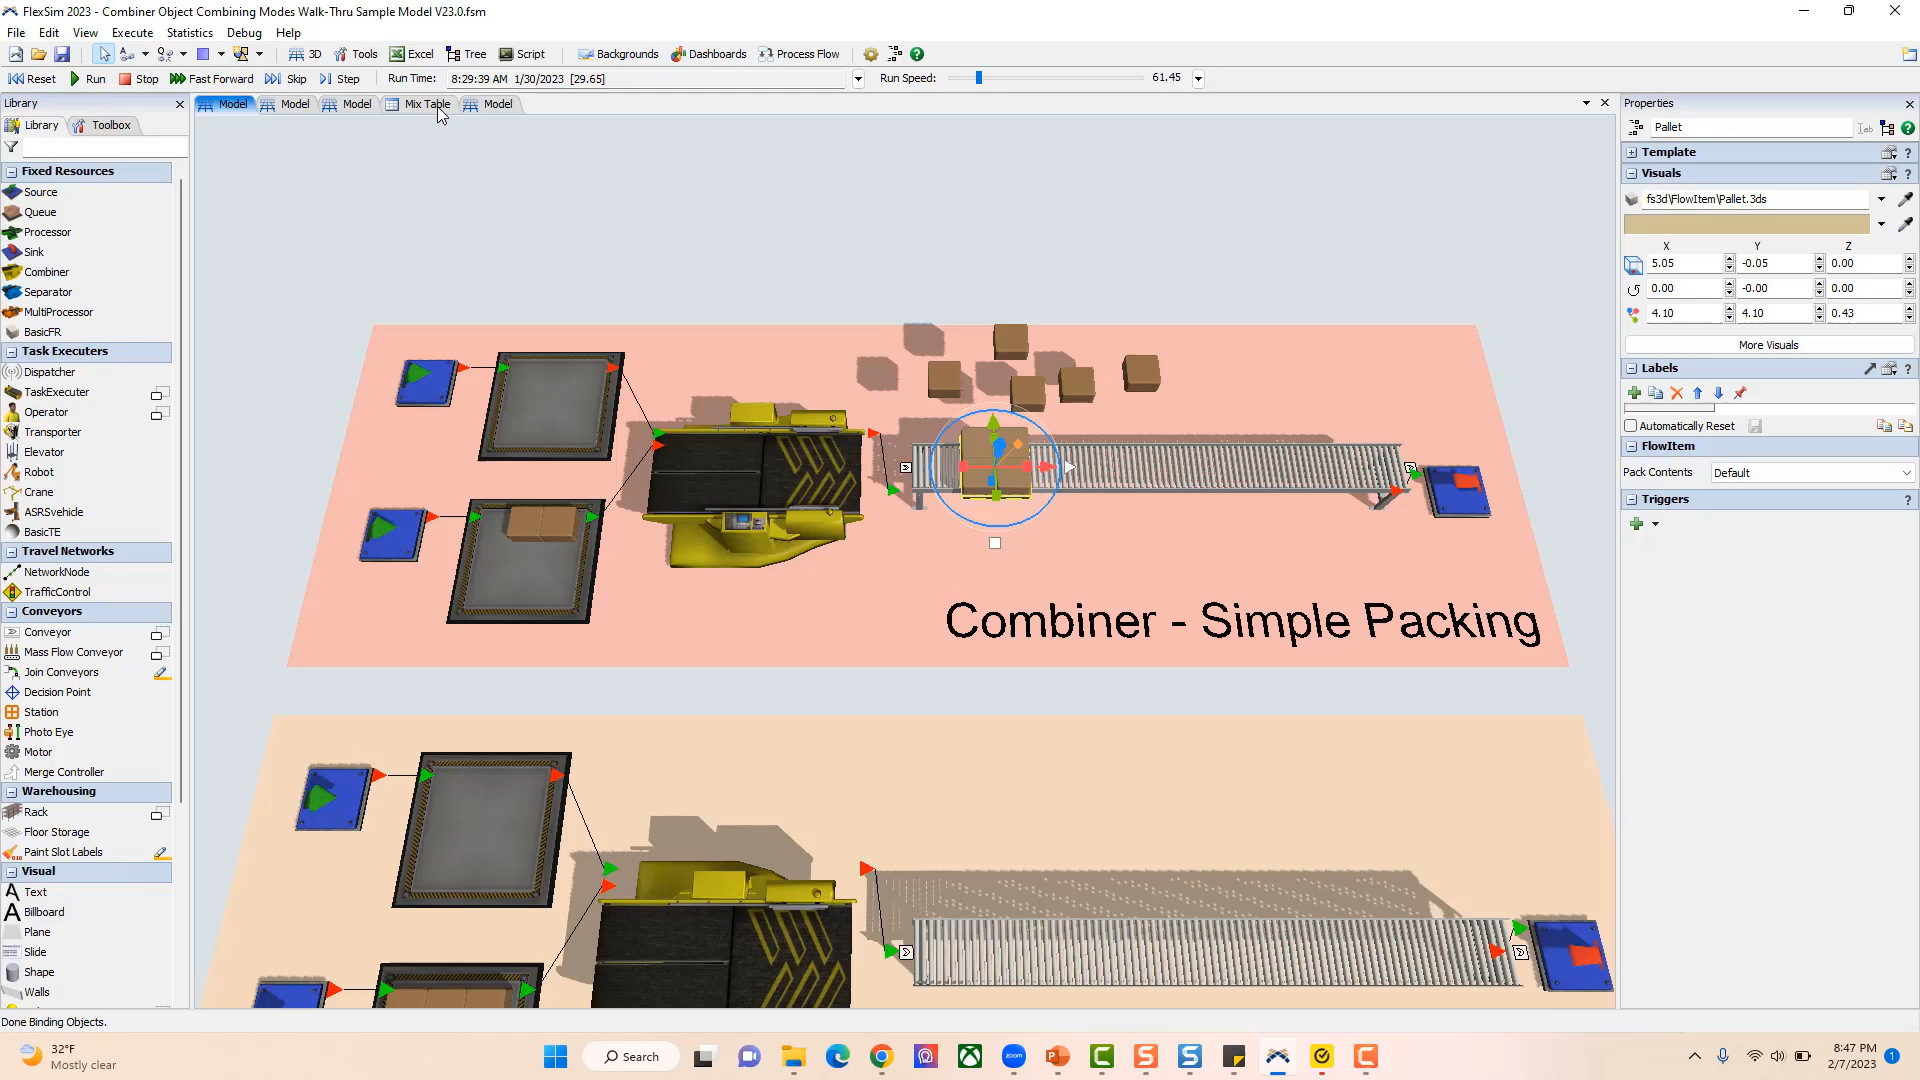 FlexSim 2023 - Combiner Object Combining Modes Walk-Thru Sample Model V23.0.fsm
File Edit View Execute Statistics Debug Help
3D Tools Excel Tree Script Backgrounds Dashboards Process Flow
Reset Run Stop Fast Forward Skip Step Run Time: 8:29:39 AM 1/30/2023 [29.65] Run Speed: 61.45
Library
Model Model Model Mix Table Model
Properties
Library Toolbox
Pallet
Fixed Resources
Source
Queue
Processor
Sink
Combiner
Separator
MultiProcessor
BasicFR
Task Executers
Dispatcher
TaskExecuter
Operator
Transporter
Elevator
Robot
Crane
ASRSvehicle
BasicTE
Travel Networks
NetworkNode
TrafficControl
Conveyors
Conveyor
Mass Flow Conveyor
Join Conveyors
Decision Point
Station
Photo Eye
Motor
Merge Controller
Warehousing
Rack
Floor Storage
Paint Slot Labels
Visual
Text
Billboard
Plane
Slide
Shape
Walls
Combiner - Simple Packing
Template
Visuals
fs3d\FlowItem\Pallet.3ds
X Y Z
5.05 -0.05 0.00
0.00 -0.00 0.00
4.10 4.10 0.43
More Visuals
Labels
Automatically Reset
FlowItem
Pack Contents Default
Triggers
Done Binding Objects.
32°F
Mostly clear
Search
zoom
8:47 PM
2/7/2023
1